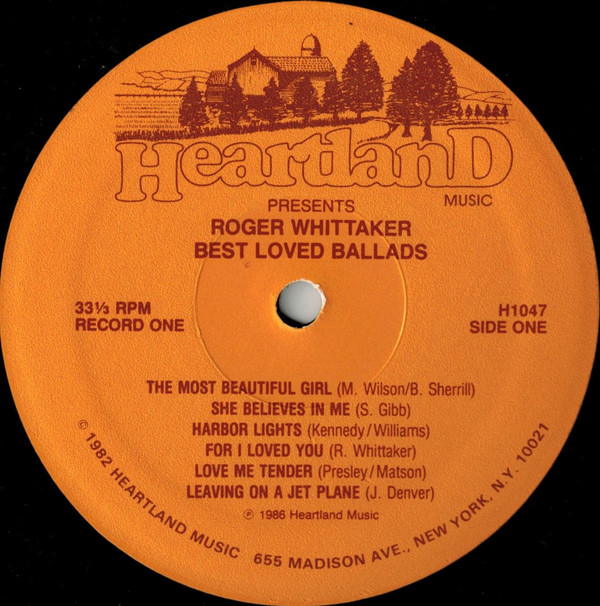 HeartlanD
MUSIC
PRESENTS
ROGER WHITTAKER
BEST LOVED BALLADS
33⅓ RPM
RECORD ONE
H1047
SIDE ONE
THE MOST BEAUTIFUL GIRL (M. Wilson/B. Sherrill)
SHE BELIEVES IN ME (S. Gibb)
HARBOR LIGHTS (Kennedy/Williams)
FOR I LOVED YOU (R. Whittaker)
LOVE ME TENDER (Presley/Matson)
LEAVING ON A JET PLANE (J. Denver)
℗ 1986 Heartland Music
© 1982 HEARTLAND MUSIC 655 MADISON AVE., NEW YORK, N.Y. 10021